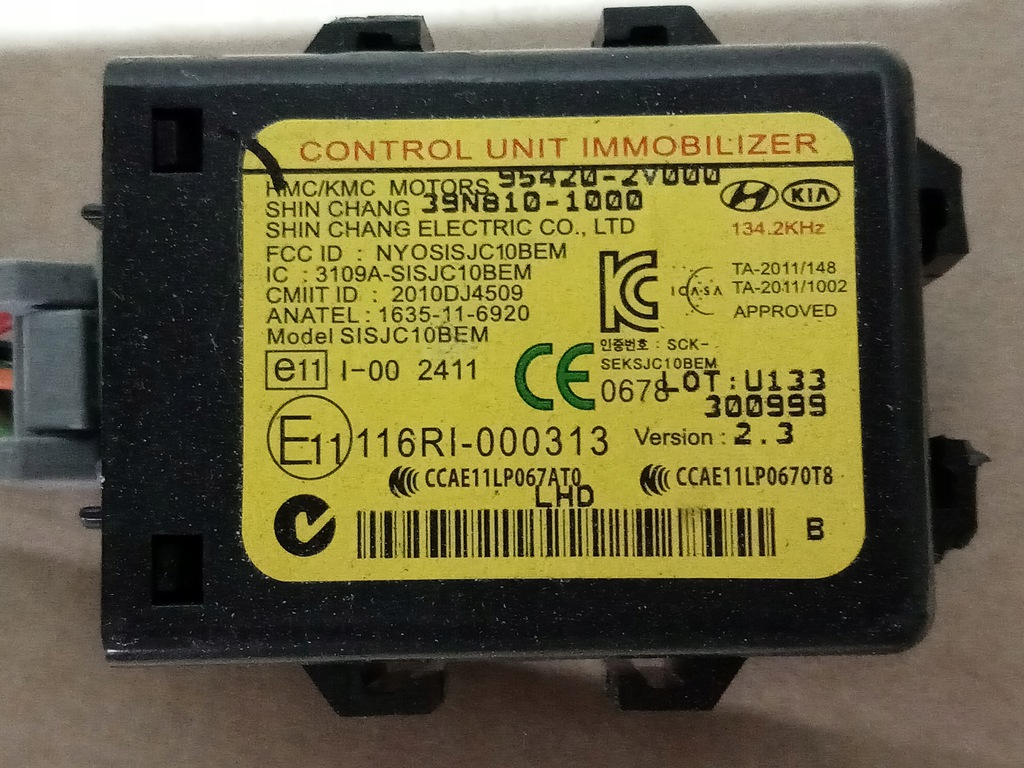 CONTROL UNIT IMMOBILIZER
HMC/KMC MOTORS 95420-2V000
SHIN CHANG 39N810-1000
KIA
SHIN CHANG ELECTRIC CO., LTD
134.2KHz
FCC ID : NYOSISJC10BEM
IC : 3109A-SISJC10BEM
CMIIT ID : 2010DJ4509
ANATEL : 1635-11-6920
Model SISJC10BEM
ICASA
TA-2011/148
TA-2011/1002
APPROVED
인증번호 : SCK-
SEKSJC10BEM
e11 I-00 2411
CE 0678
LOT:U133
300999
E11 116RI-000313
Version : 2.3
CCAE11LP067AT0
CCAE11LP0670T8
LHD
B